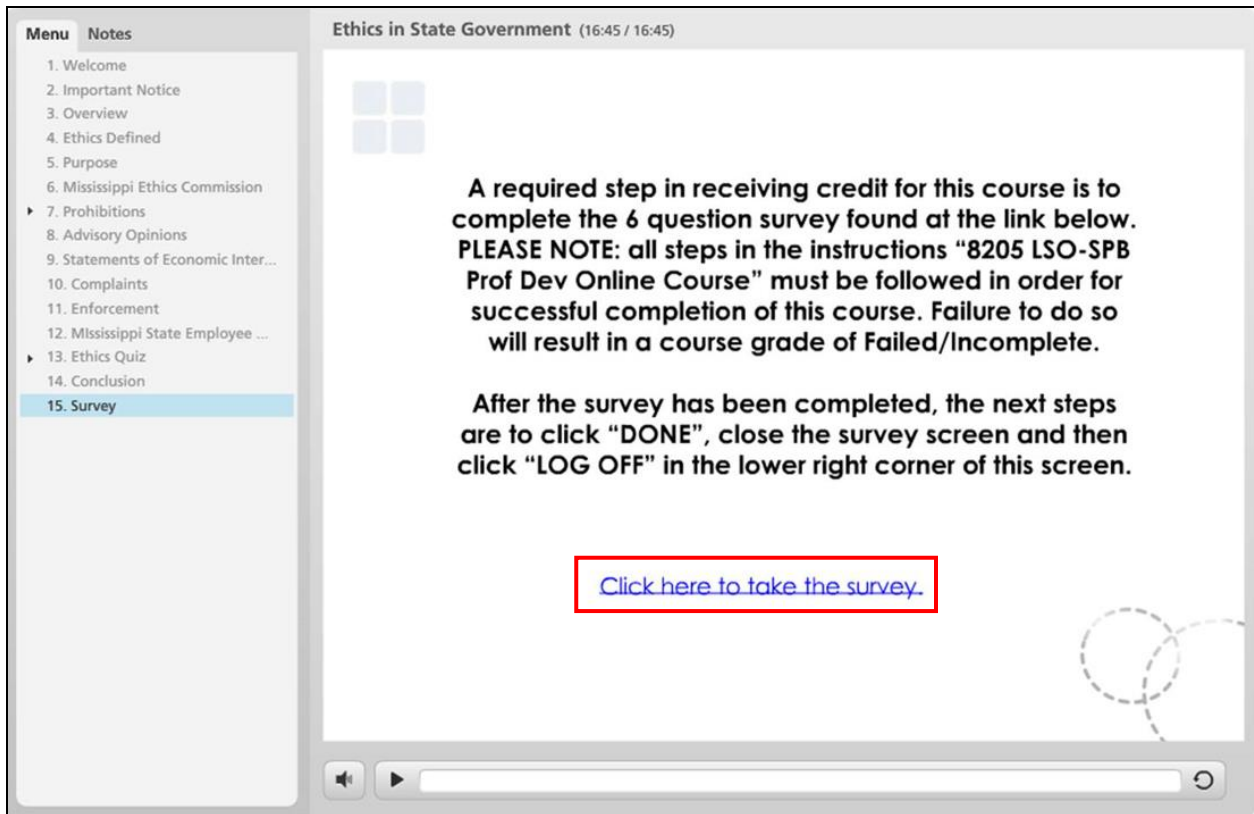 Menu Notes
Ethics in State Government (16:45 / 16:45)
1. Welcome
2. Important Notice
3. Overview
4. Ethics Defined
5. Purpose
6. Mississippi Ethics Commission
7. Prohibitions
8. Advisory Opinions
9. Statements of Economic Inter...
10. Complaints
11. Enforcement
12. MIssissippi State Employee ...
13. Ethics Quiz
14. Conclusion
15. Survey
A required step in receiving credit for this course is to
complete the 6 question survey found at the link below.
PLEASE NOTE: all steps in the instructions “8205 LSO-SPB
Prof Dev Online Course” must be followed in order for
successful completion of this course. Failure to do so
will result in a course grade of Failed/Incomplete.
After the survey has been completed, the next steps
are to click “DONE”, close the survey screen and then
click “LOG OFF” in the lower right corner of this screen.
Click here to take the survey.